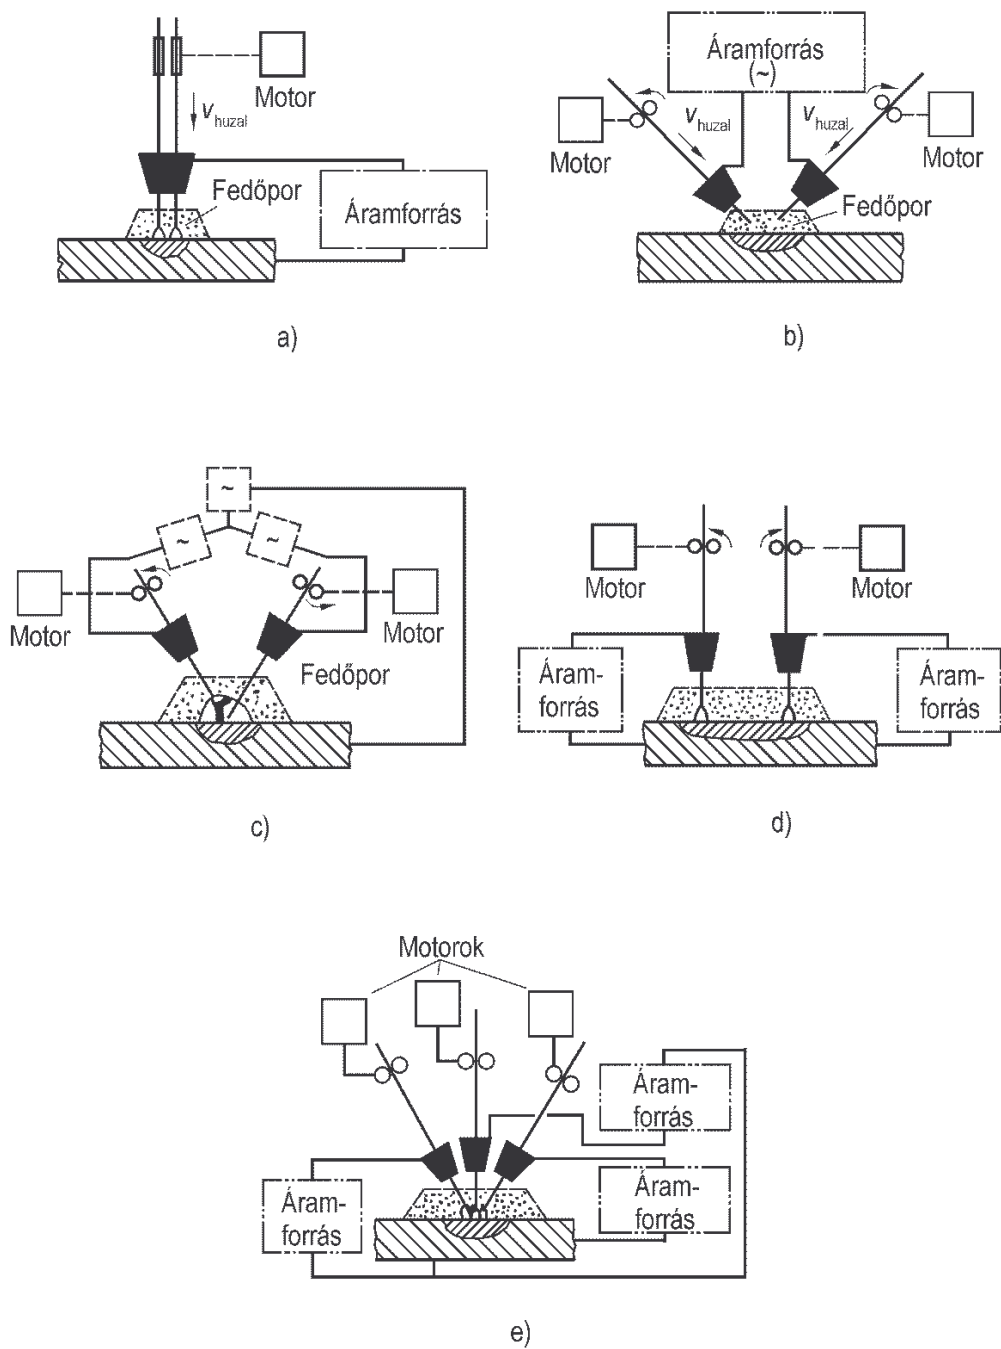 Motor
v huzal
Fedőpor
Áramforrás
a)
Áramforrás
(~)
v huzal
v huzal
Motor
Motor
Fedőpor
b)
~
~
~
Motor
Motor
Fedőpor
c)
Motor
Motor
Áram-
forrás
Áram-
forrás
d)
Motorok
Áram-
forrás
Áram-
forrás
Áram-
forrás
e)